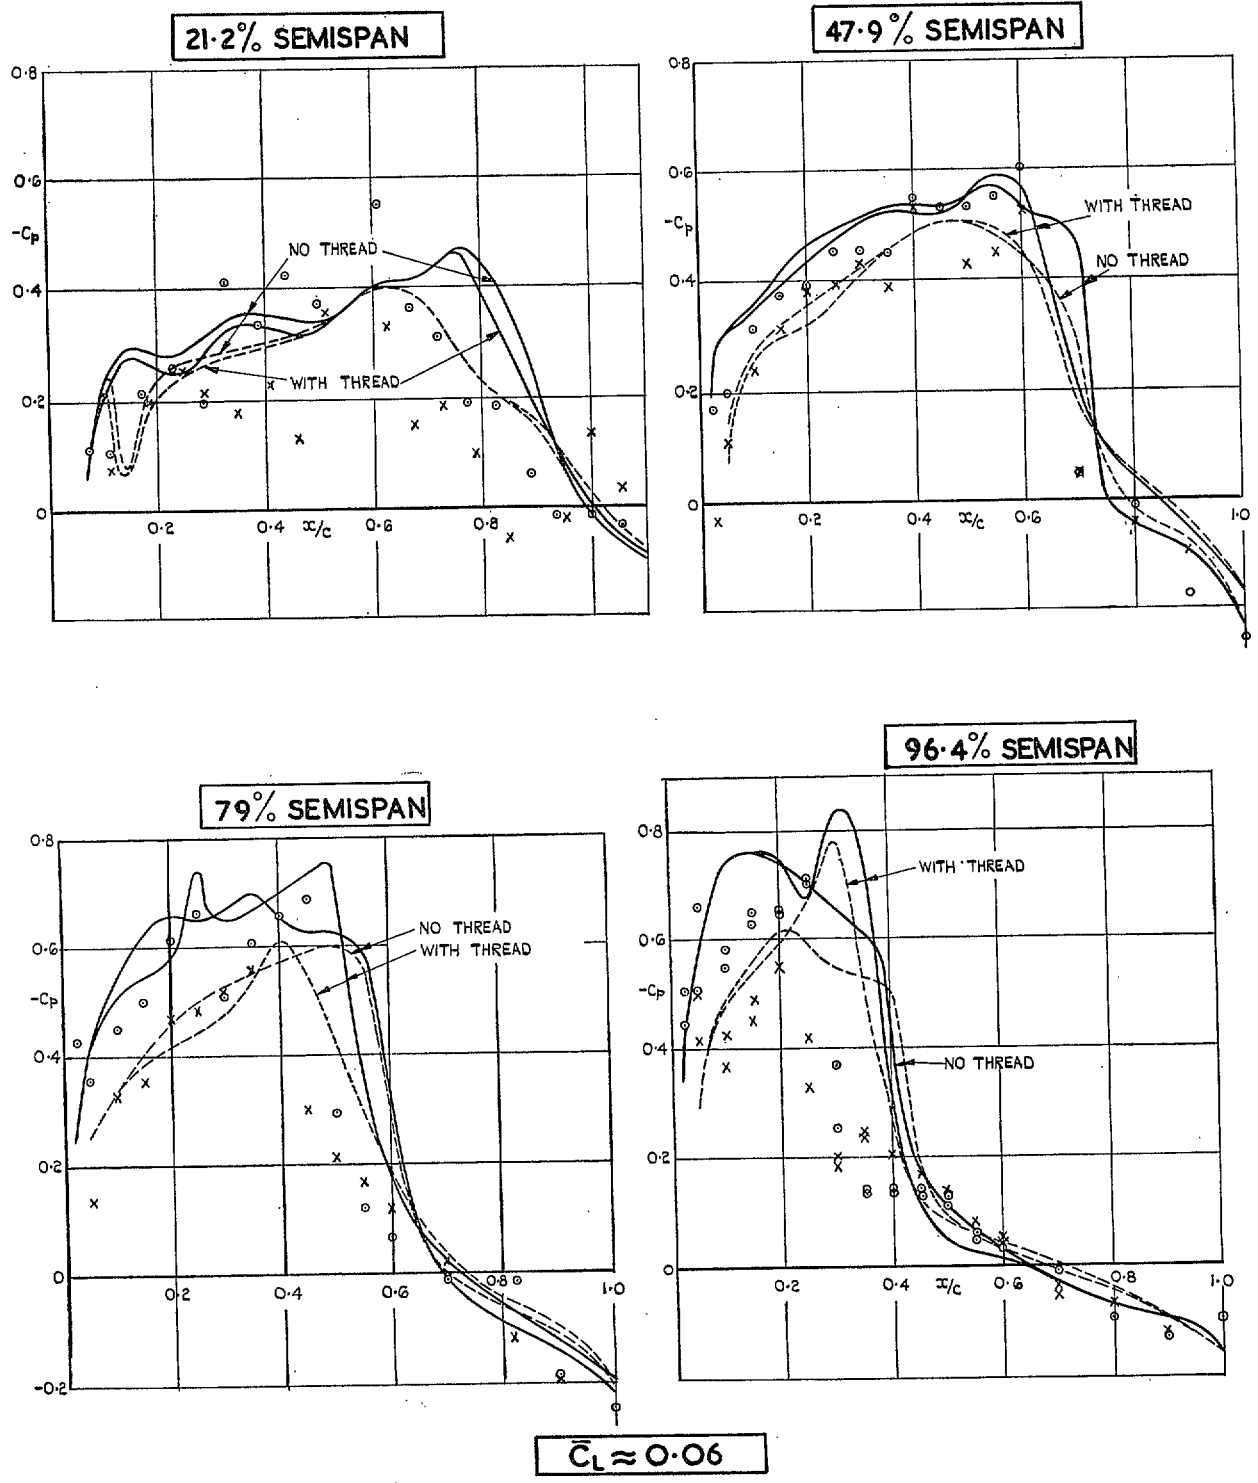 21.2% SEMISPAN
47.9% SEMISPAN
0.8
0.6
-Cp
0.4
0.2
0
NO THREAD
WITH THREAD
0.2
0.4
x/c
0.6
0.8
0.8
0.6
-Cp
0.4
0.2
0
WITH THREAD
NO THREAD
0.2
0.4
x/c
0.6
1.0
79% SEMISPAN
96.4% SEMISPAN
0.8
0.6
-Cp
0.4
0.2
0
-0.2
NO THREAD
WITH THREAD
0.2
0.4
0.6
0.8
1.0
0.8
0.6
-Cp
0.4
0.2
0
WITH THREAD
NO THREAD
0.2
0.4
x/c
0.6
0.8
1.0
C̅L ≈ 0.06